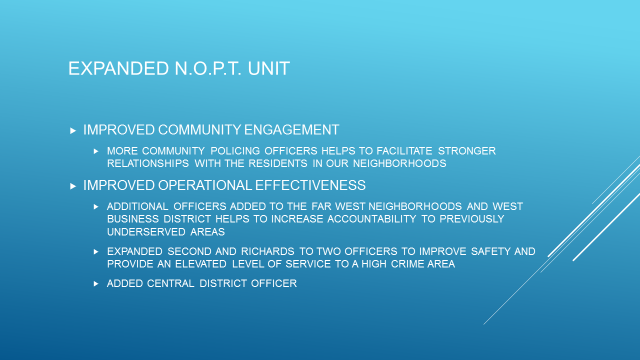 EXPANDED N.O.P.T. UNIT
IMPROVED COMMUNITY ENGAGEMENT
MORE COMMUNITY POLICING OFFICERS HELPS TO FACILITATE STRONGER
RELATIONSHIPS WITH THE RESIDENTS IN OUR NEIGHBORHOODS
IMPROVED OPERATIONAL EFFECTIVENESS
ADDITIONAL OFFICERS ADDED TO THE FAR WEST NEIGHBORHOODS AND WEST
BUSINESS DISTRICT HELPS TO INCREASE ACCOUNTABILITY TO PREVIOUSLY
UNDERSERVED AREAS
EXPANDED SECOND AND RICHARDS TO TWO OFFICERS TO IMPROVE SAFETY AND
PROVIDE AN ELEVATED LEVEL OF SERVICE TO A HIGH CRIME AREA
ADDED CENTRAL DISTRICT OFFICER